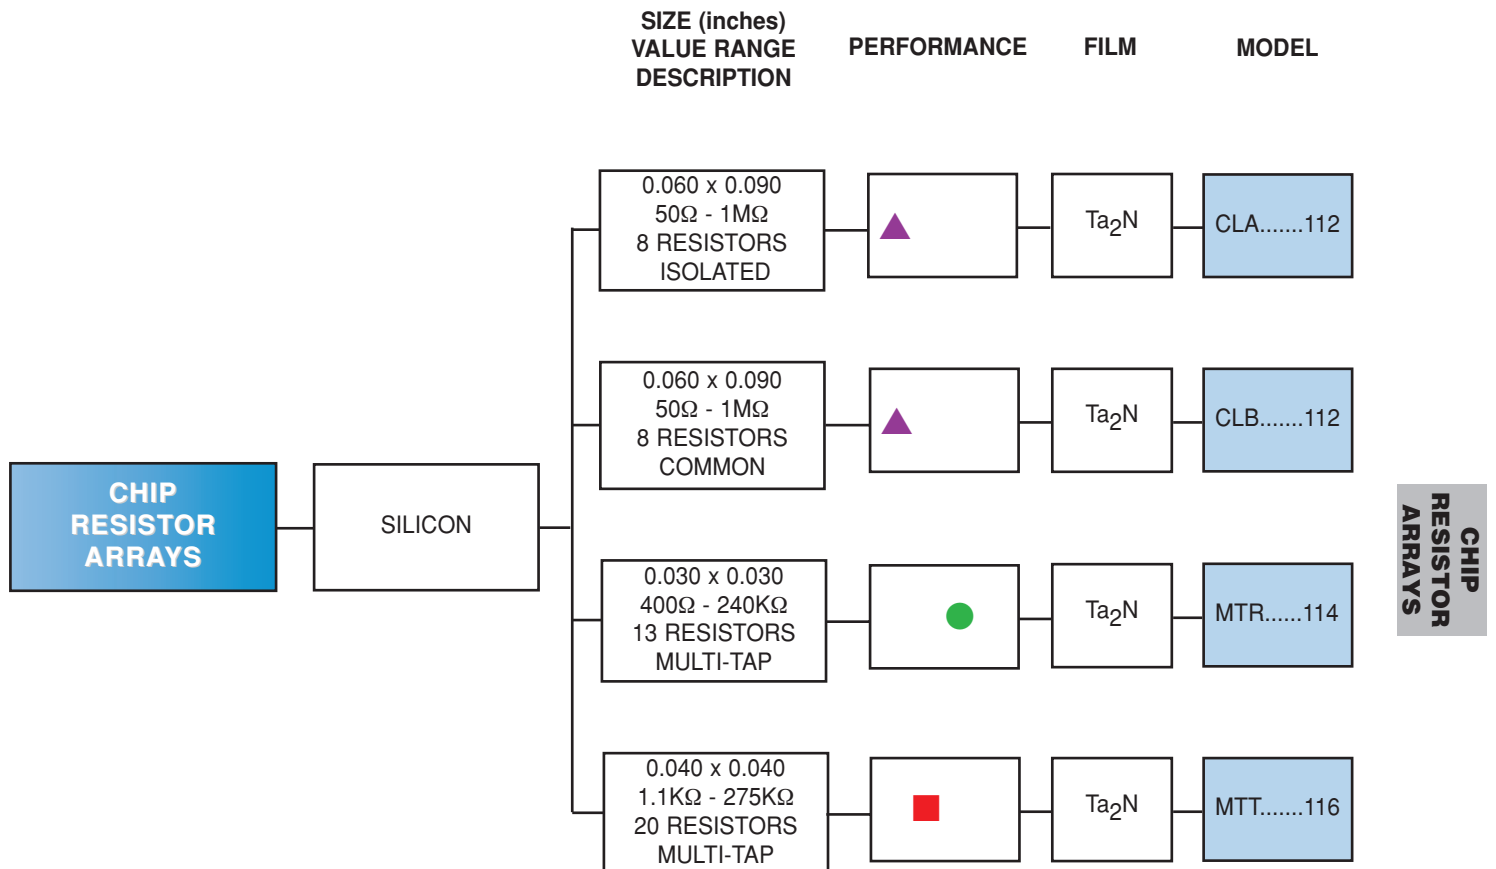 SIZE (inches)
VALUE RANGE
DESCRIPTION
PERFORMANCE
FILM
MODEL
0.060 x 0.090
50Ω - 1MΩ
8 RESISTORS
ISOLATED
Ta₂N
CLA.......112
0.060 x 0.090
50Ω - 1MΩ
8 RESISTORS
COMMON
Ta₂N
CLB.......112
CHIP
RESISTOR
ARRAYS
SILICON
0.030 x 0.030
400Ω - 240KΩ
13 RESISTORS
MULTI-TAP
Ta₂N
MTR......114
0.040 x 0.040
1.1KΩ - 275KΩ
20 RESISTORS
MULTI-TAP
Ta₂N
MTT.......116
CHIP
RESISTOR
ARRAYS